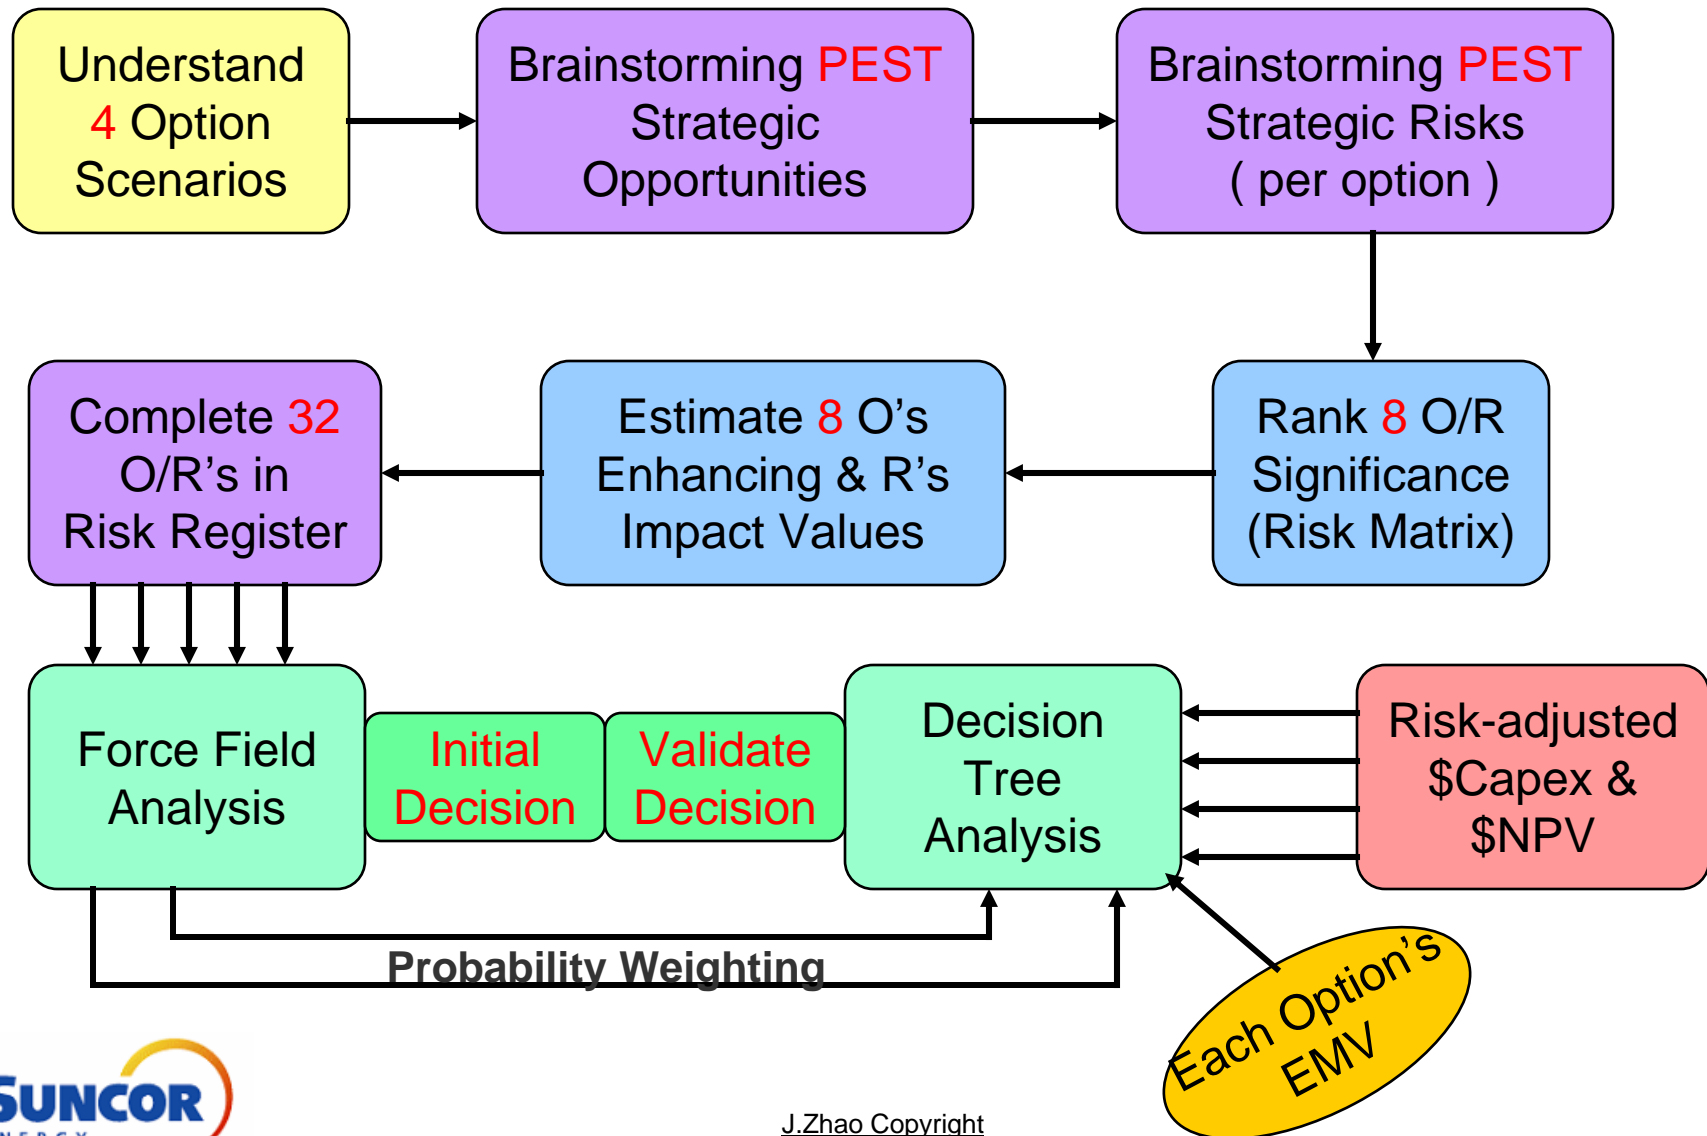 Understand
4 Option
Scenarios
Brainstorming PEST
Strategic
Opportunities
Brainstorming PEST
Strategic Risks
( per option )
Complete 32
O/R's in
Risk Register
Estimate 8 O's
Enhancing & R's
Impact Values
Rank 8 O/R
Significance
(Risk Matrix)
Force Field
Analysis
Initial
Decision
Validate
Decision
Decision
Tree
Analysis
Risk-adjusted
$Capex &
$NPV
Probability Weighting
Each Option's
EMV
SUNCOR
J.Zhao Copyright